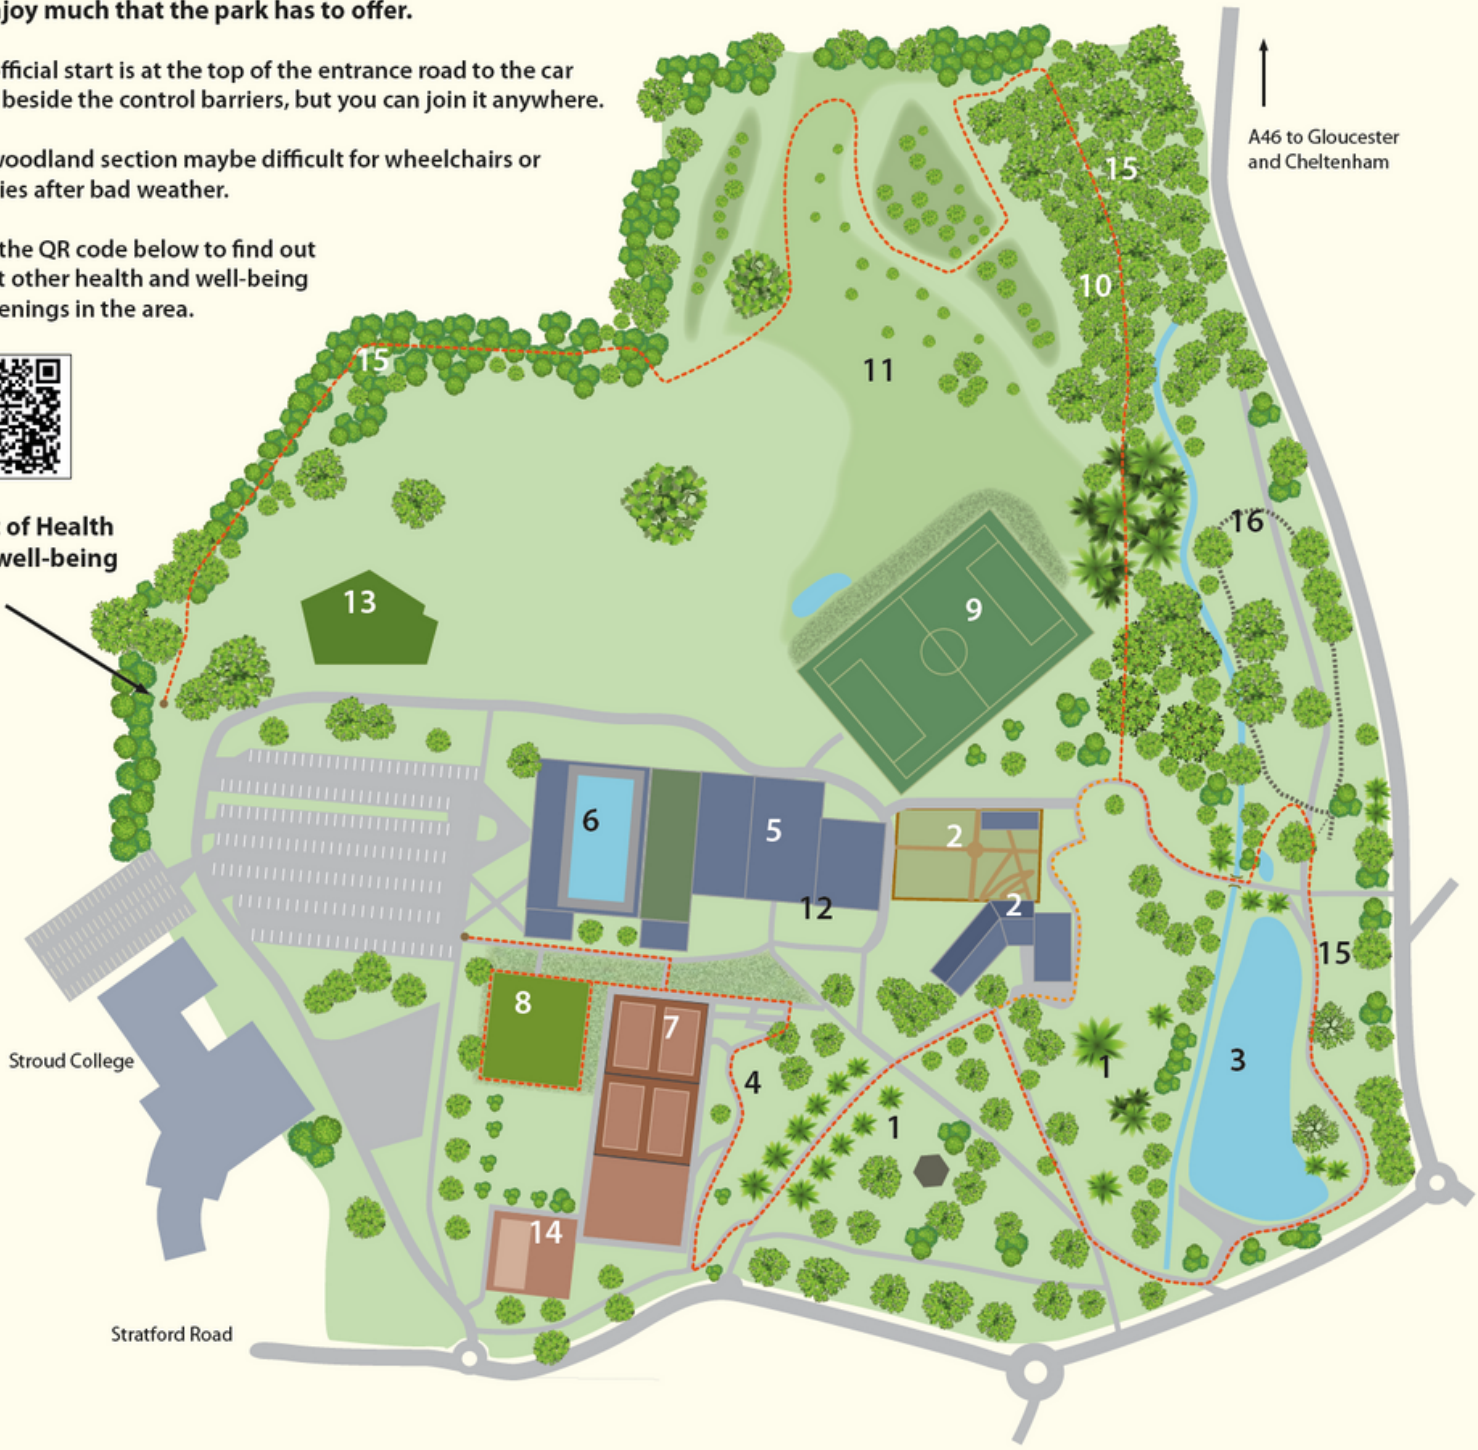 njoy much that the park has to offer.
fficial start is at the top of the entrance road to the car
beside the control barriers, but you can join it anywhere.
woodland section maybe difficult for wheelchairs or
ies after bad weather.
the QR code below to find out
t other health and well-being
enings in the area.
t of Health
well-being
A46 to Gloucester
and Cheltenham
15
10
11
15
16
13
9
6
5
2
12
2
15
8
7
1
3
4
1
14
Stroud College
Stratford Road